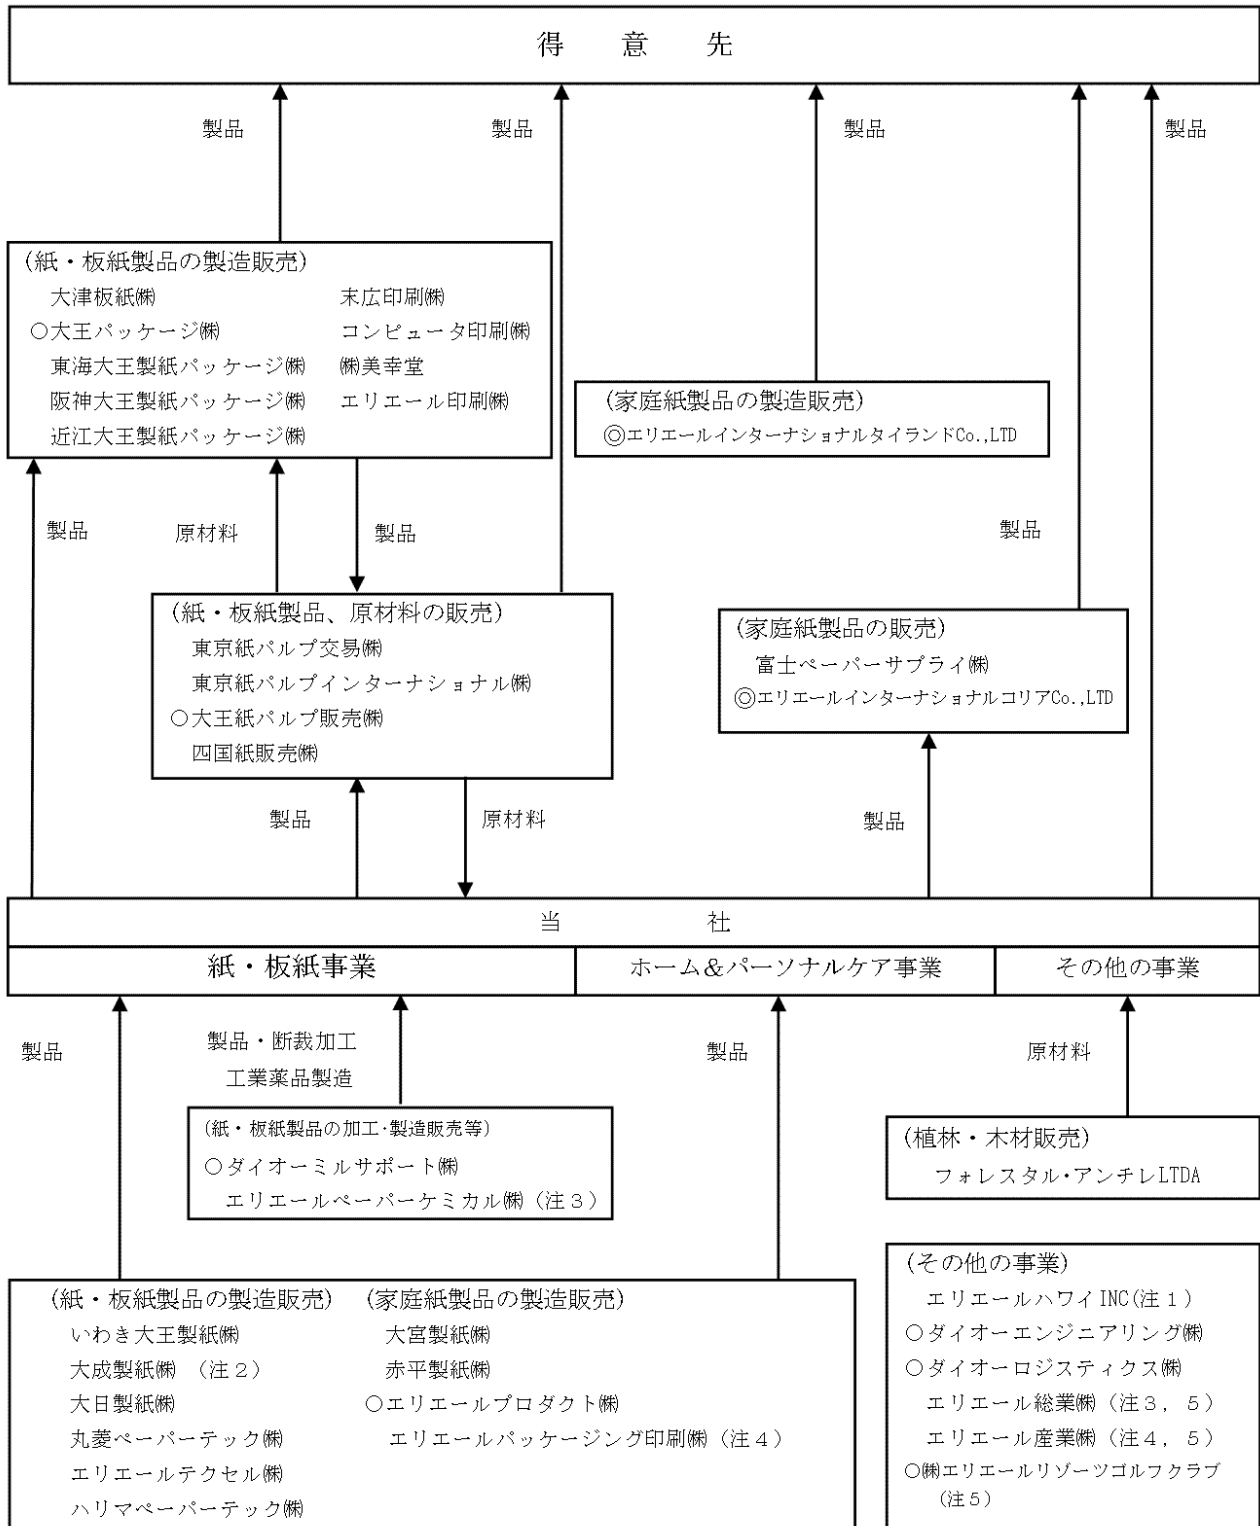 得意先
製品
製品
製品
製品
(紙・板紙製品の製造販売)
大津板紙㈱
末広印刷㈱
○大王パッケージ㈱
コンピュータ印刷㈱
東海大王製紙パッケージ㈱
㈱美幸堂
阪神大王製紙パッケージ㈱
エリエール印刷㈱
近江大王製紙パッケージ㈱
(家庭紙製品の製造販売)
◎エリエールインターナショナルタイランドCo.,LTD
製品
原材料
製品
製品
(紙・板紙製品、原材料の販売)
東京紙パルプ交易㈱
東京紙パルプインターナショナル㈱
○大王紙パルプ販売㈱
四国紙販売㈱
(家庭紙製品の販売)
富士ペーパーサプライ㈱
◎エリエールインターナショナルコリアCo.,LTD
製品
原材料
製品
当社
紙・板紙事業
ホーム&パーソナルケア事業
その他の事業
製品
製品・断裁加工
工業薬品製造
製品
原材料
(紙・板紙製品の加工・製造販売等)
○ダイオーミルサポート㈱
エリエールペーパーケミカル㈱(注3)
(植林・木材販売)
フォレスタル・アンチレLTDA
(紙・板紙製品の製造販売)
いわき大王製紙㈱
大成製紙㈱ (注2)
大日製紙㈱
丸菱ペーパーテック㈱
エリエールテクセル㈱
ハリマペーパーテック㈱
(家庭紙製品の製造販売)
大宮製紙㈱
赤平製紙㈱
○エリエールプロダクト㈱
エリエールパッケージング印刷㈱(注4)
(その他の事業)
エリエールハワイINC(注1)
○ダイオーエンジニアリング㈱
○ダイオーロジスティクス㈱
エリエール総業㈱(注3,5)
エリエール産業㈱(注4,5)
○㈱エリエールリゾーツゴルフクラブ
(注5)